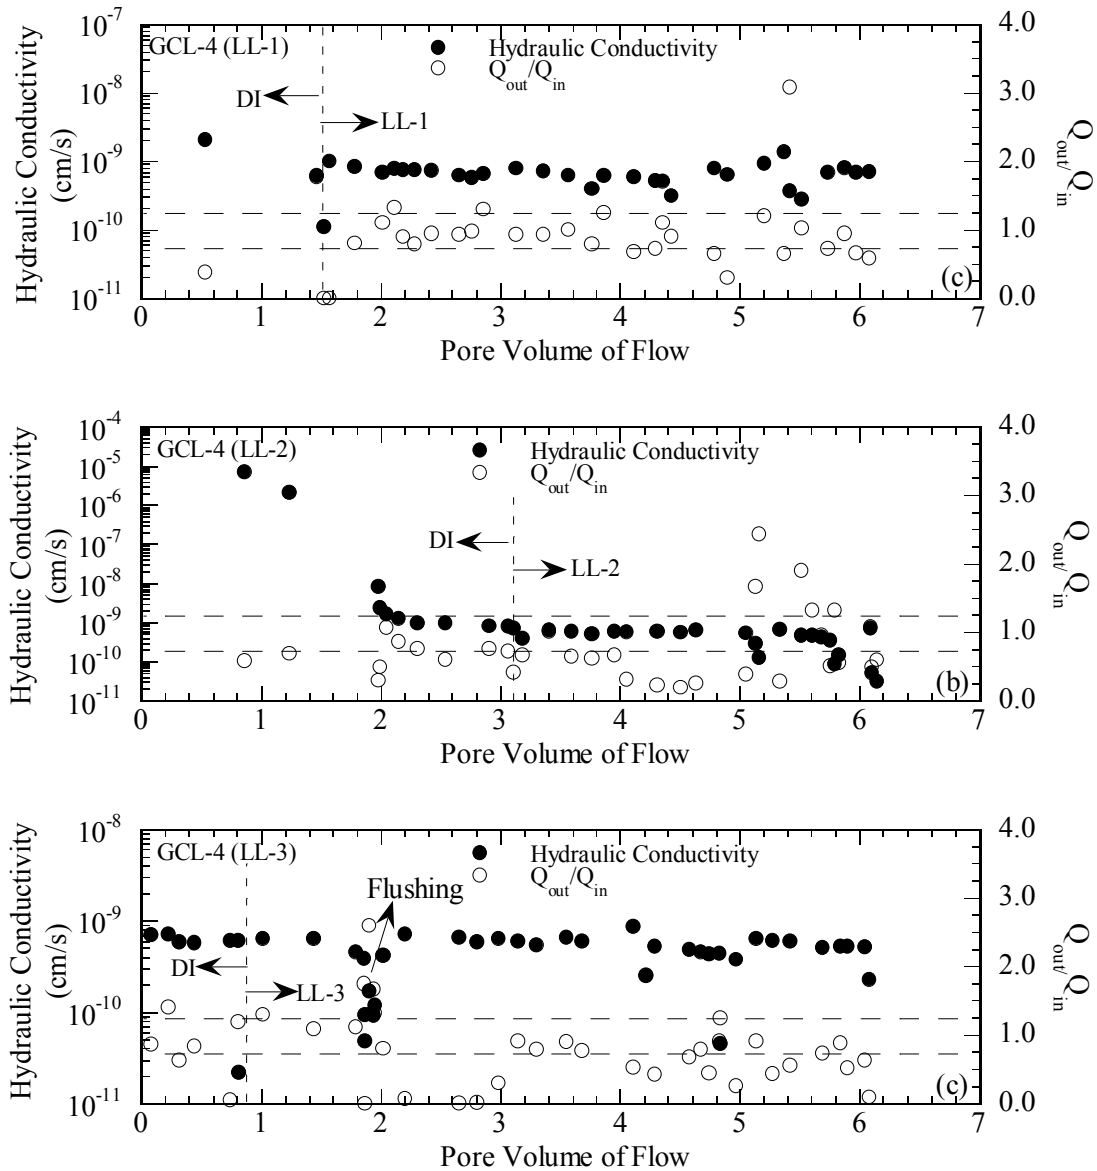 10^-7
4.0
GCL-4 (LL-1)
Hydraulic Conductivity
Q_out/Q_in
10^-8
3.0
DI
LL-1
10^-9
2.0
10^-10
1.0
10^-11
0.0
(c)
Hydraulic Conductivity
(cm/s)
Q_out/Q_in
0 1 2 3 4 5 6 7
Pore Volume of Flow
10^-4
4.0
GCL-4 (LL-2)
Hydraulic Conductivity
Q_out/Q_in
10^-5
10^-6
3.0
10^-7
DI
LL-2
10^-8
2.0
10^-9
1.0
10^-10
10^-11
0.0
(b)
Hydraulic Conductivity
(cm/s)
Q_out/Q_in
0 1 2 3 4 5 6 7
Pore Volume of Flow
10^-8
4.0
GCL-4 (LL-3)
Hydraulic Conductivity
Q_out/Q_in
Flushing
3.0
10^-9
DI
LL-3
2.0
10^-10
1.0
10^-11
0.0
(c)
Hydraulic Conductivity
(cm/s)
Q_out/Q_in
0 1 2 3 4 5 6 7
Pore Volume of Flow